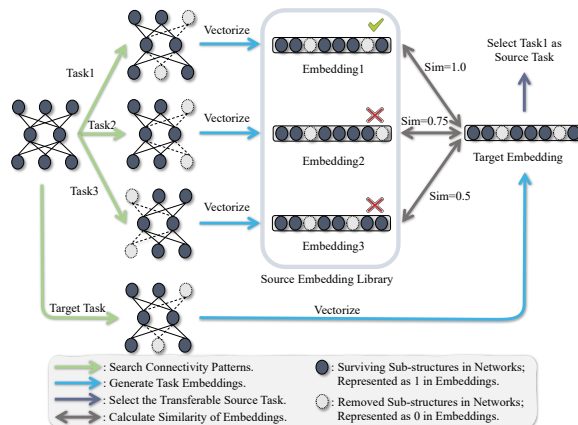 Task1
Task2
Task3
Target Task
Vectorize
Vectorize
Vectorize
Vectorize
Embedding1
Embedding2
Embedding3
Source Embedding Library
Sim=1.0
Sim=0.75
Sim=0.5
Select Task1 as
Source Task
Target Embedding
: Search Connectivity Patterns.
: Generate Task Embeddings.
: Select the Transferable Source Task.
: Calculate Similarity of Embeddings.
: Surviving Sub-structures in Networks;
Represented as 1 in Embeddings.
: Removed Sub-structures in Networks;
Represented as 0 in Embeddings.